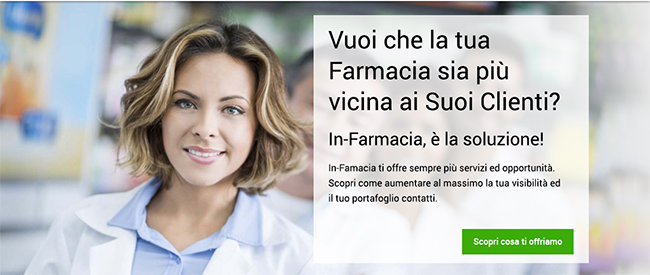 Vuoi che la tua
Farmacia sia più
vicina ai Suoi Clienti?
In-Farmacia, è la soluzione!
In-Famacia ti offre sempre più servizi ed opportunità.
Scopri come aumentare al massimo la tua visibilità ed
il tuo portafoglio contatti.
Scopri cosa ti offriamo